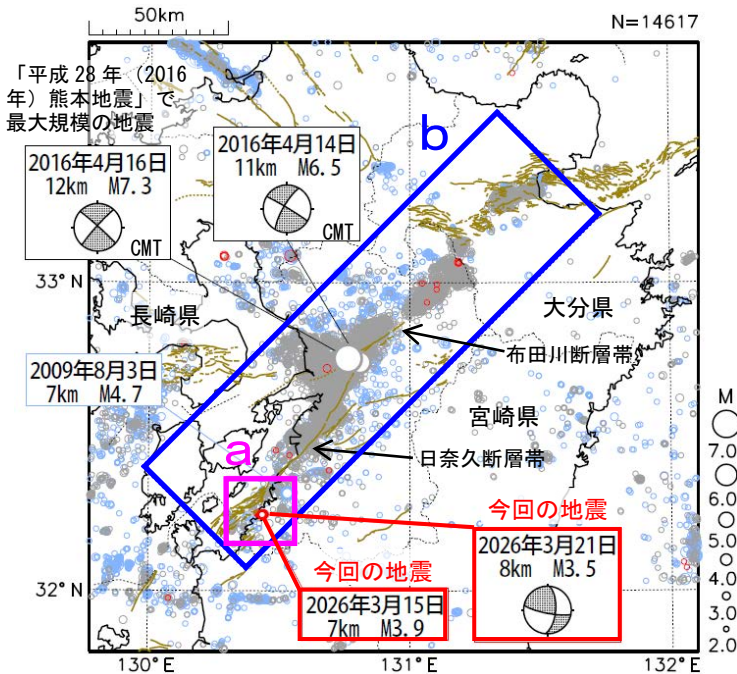 50km
N=14617
「平成 28 年（2016
年）熊本地震」で
最大規模の地震
2016年4月16日
12km M7.3
CMT
2016年4月14日
11km M6.5
CMT
b
33°N
長崎県
大分県
布田川断層帯
2009年8月3日
7km M4.7
宮崎県
a
日奈久断層帯
今回の地震
2026年3月21日
8km M3.5
今回の地震
2026年3月15日
7km M3.9
32°N
M
7.0
6.0
5.0
4.0
3.0
2.0
130°E
131°E
132°E